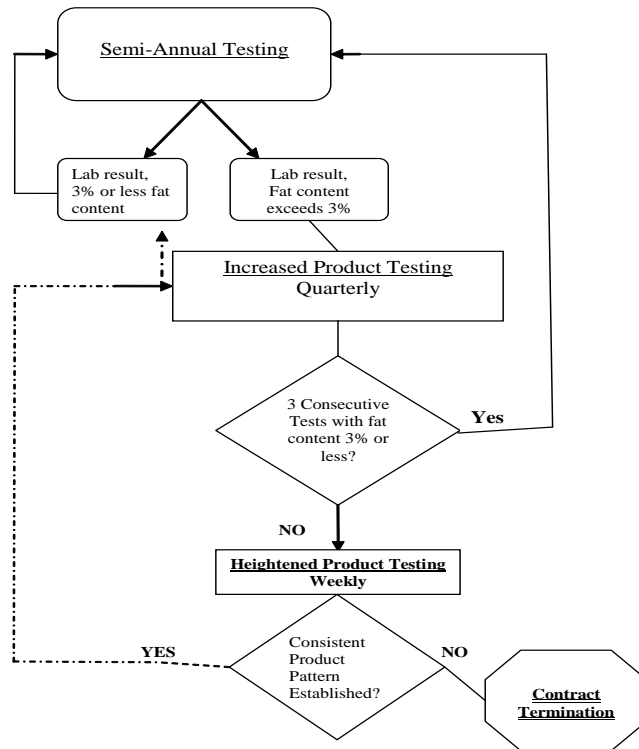 Semi-Annual Testing
Lab result,
3% or less fat
content
Lab result,
Fat content
exceeds 3%
Increased Product Testing
Quarterly
3 Consecutive
Tests with fat
content 3% or
less?
Yes
NO
Heightened Product Testing
Weekly
YES
Consistent
Product
Pattern
Established?
NO
Contract
Termination